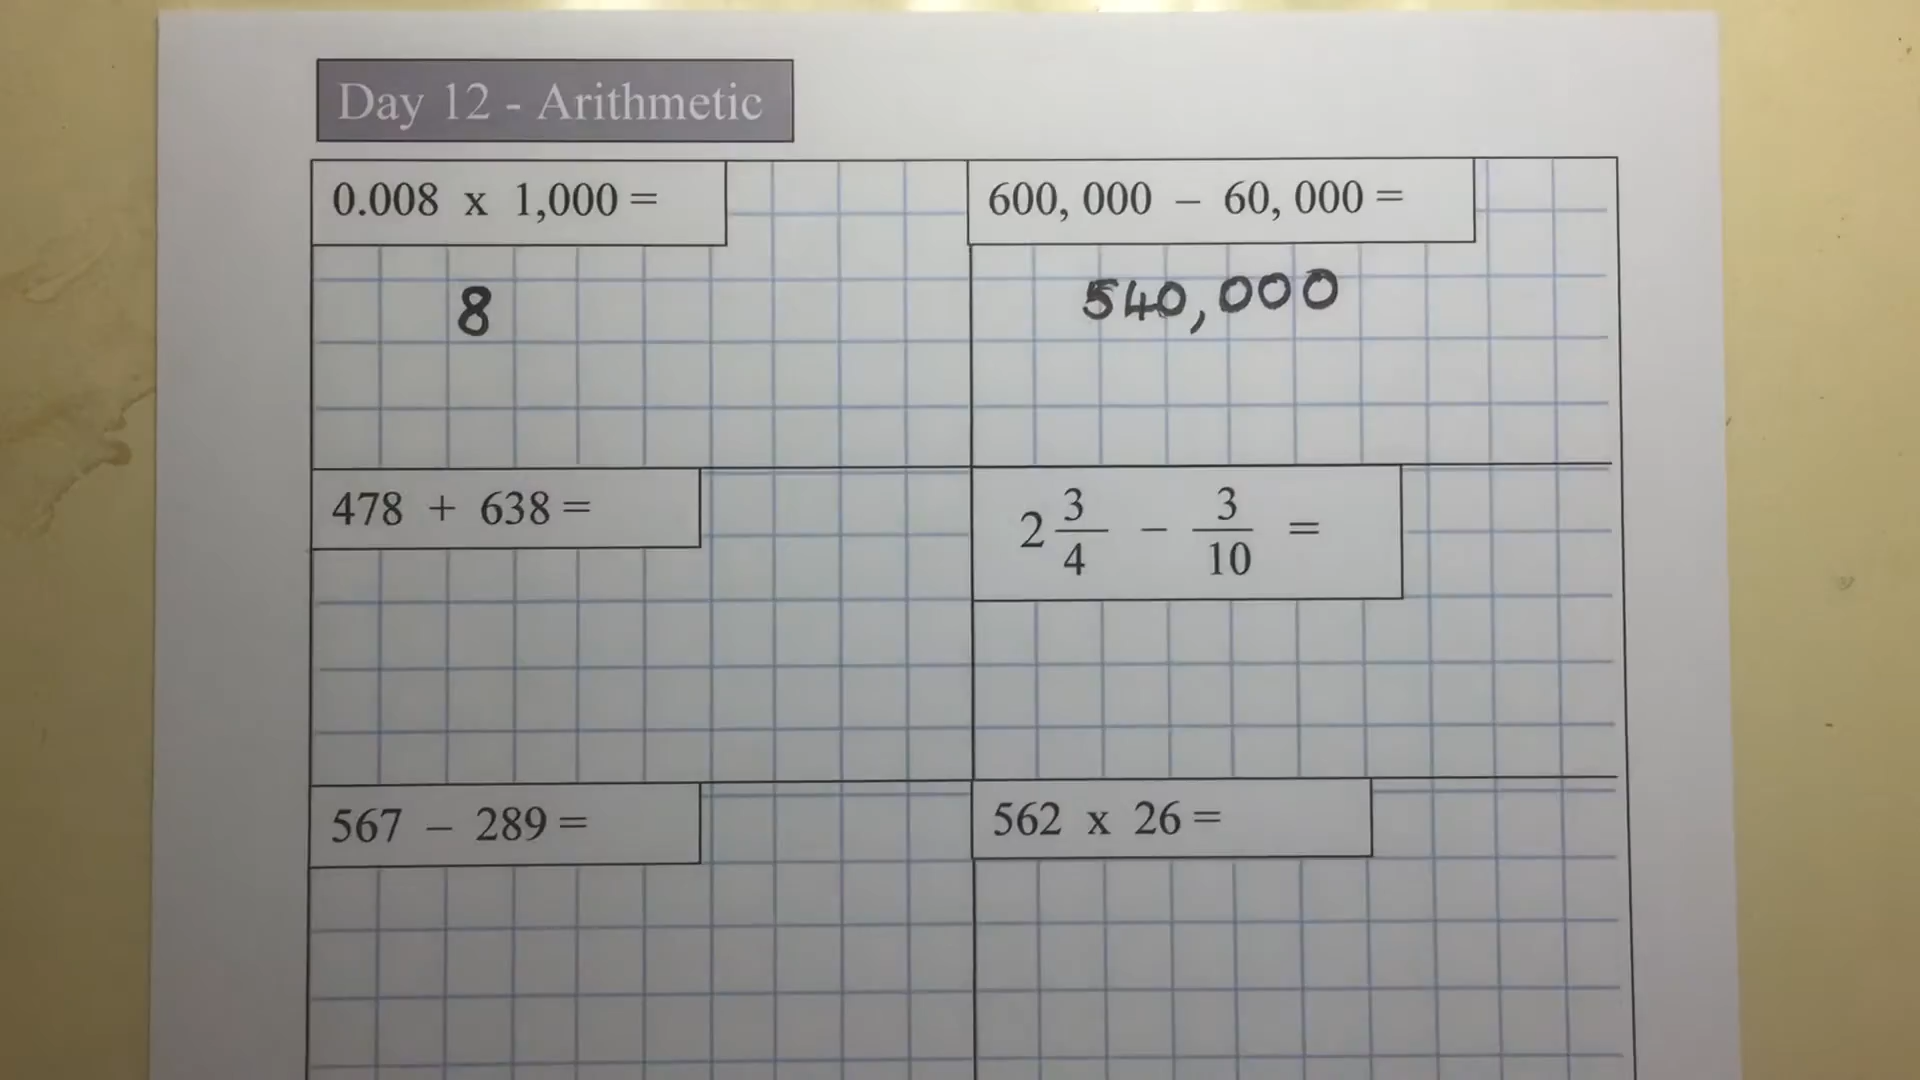 Day 12 - Arithmetic
0.008 x 1,000 =
8
600, 000 – 60, 000 =
540,000
478 + 638 =
2 3/4 – 3/10 =
567 – 289 =
562 x 26 =